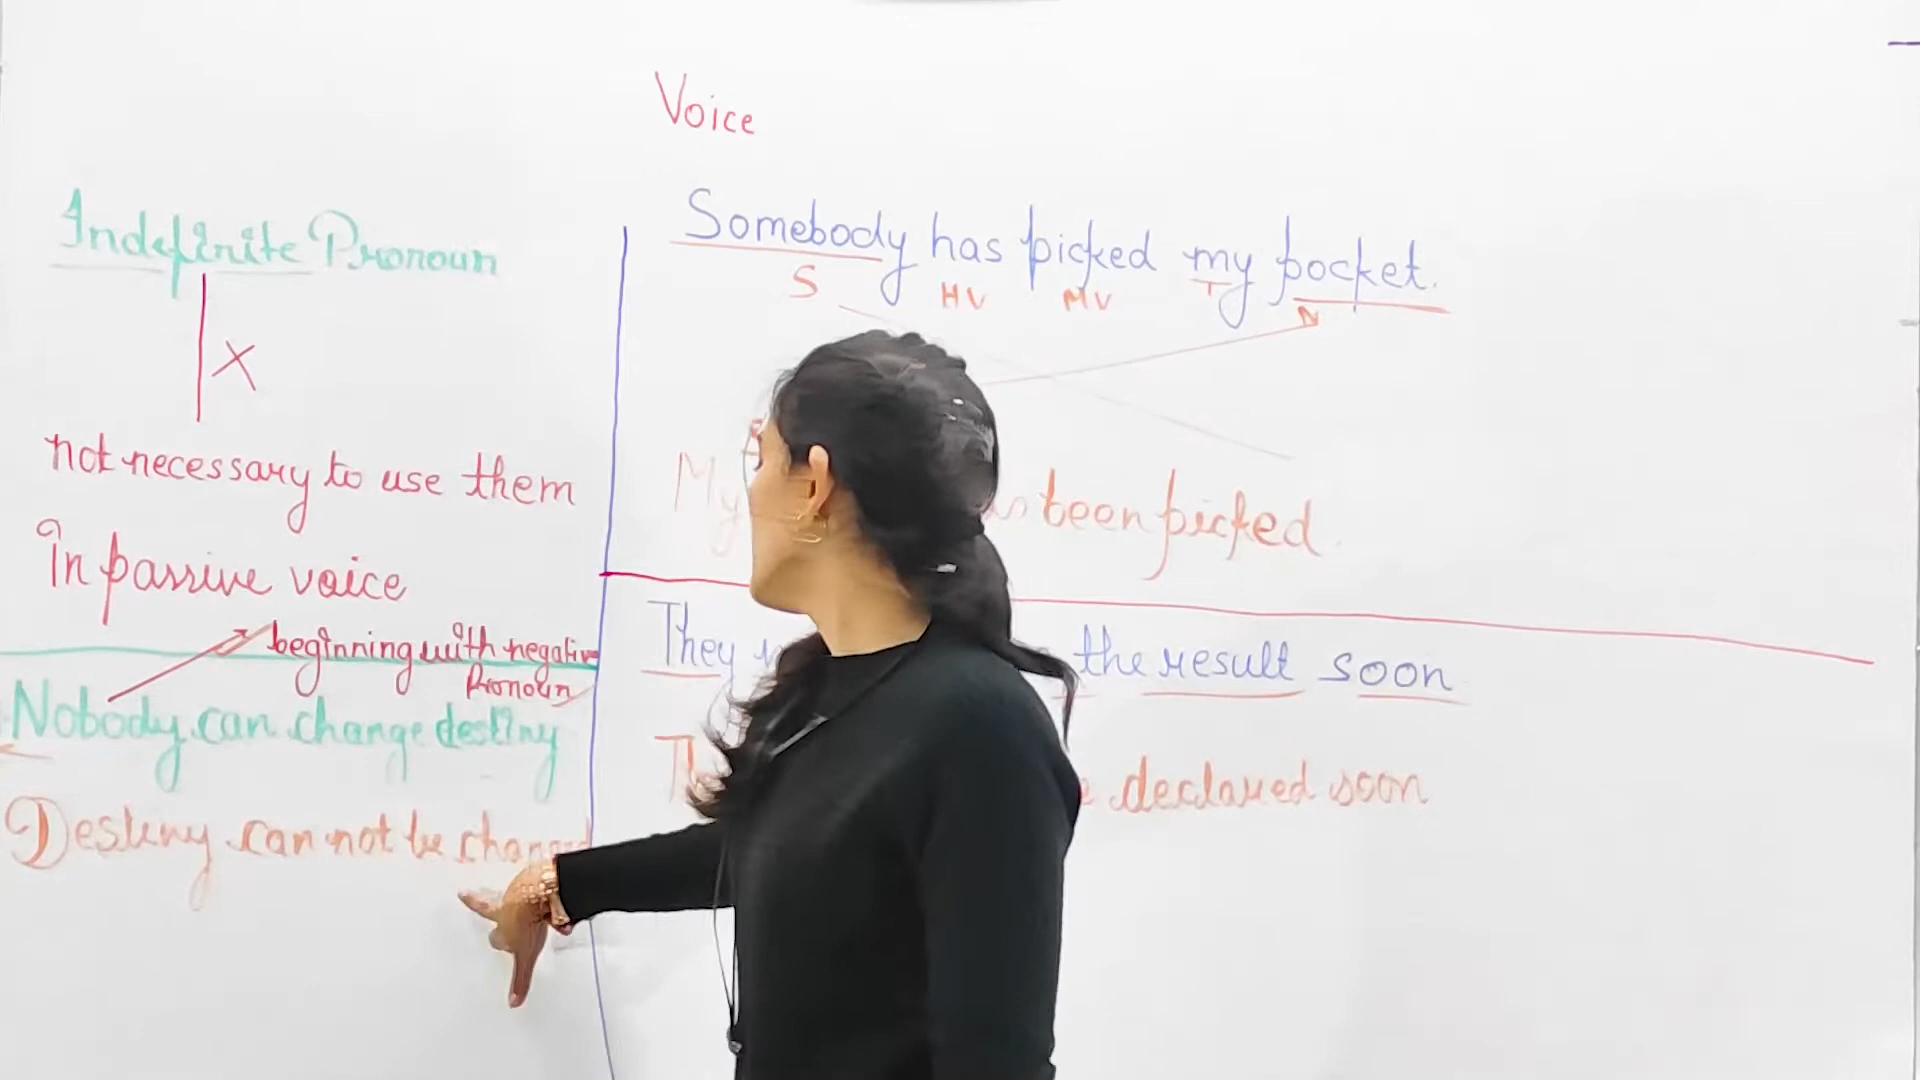 Voice
Indefinite Pronoun
X
not necessary to use them
In passive voice
beginning with negative
Pronoun
Nobody can change destiny
Destiny can not be changed
Somebody has picked my pocket.
S HV MV
My been picked.
They the result soon
declared soon